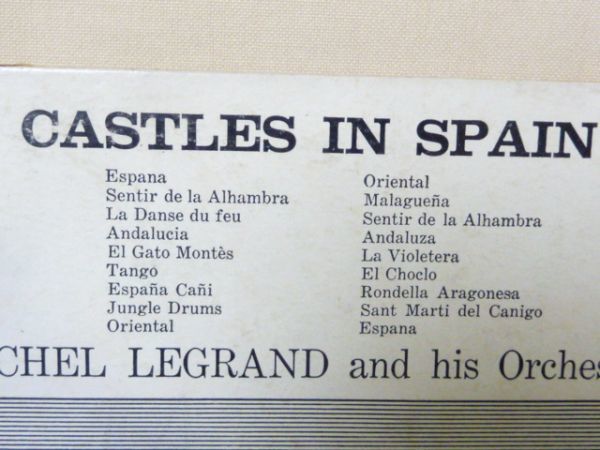 CASTLES IN SPAIN
Espana
Sentir de la Alhambra
La Danse du feu
Andalucia
El Gato Montès
Tango
España Cañi
Jungle Drums
Oriental
Oriental
Malagueña
Sentir de la Alhambra
Andaluza
La Violetera
El Choclo
Rondella Aragonesa
Sant Marti del Canigo
Espana
CHEL LEGRAND and his Orches